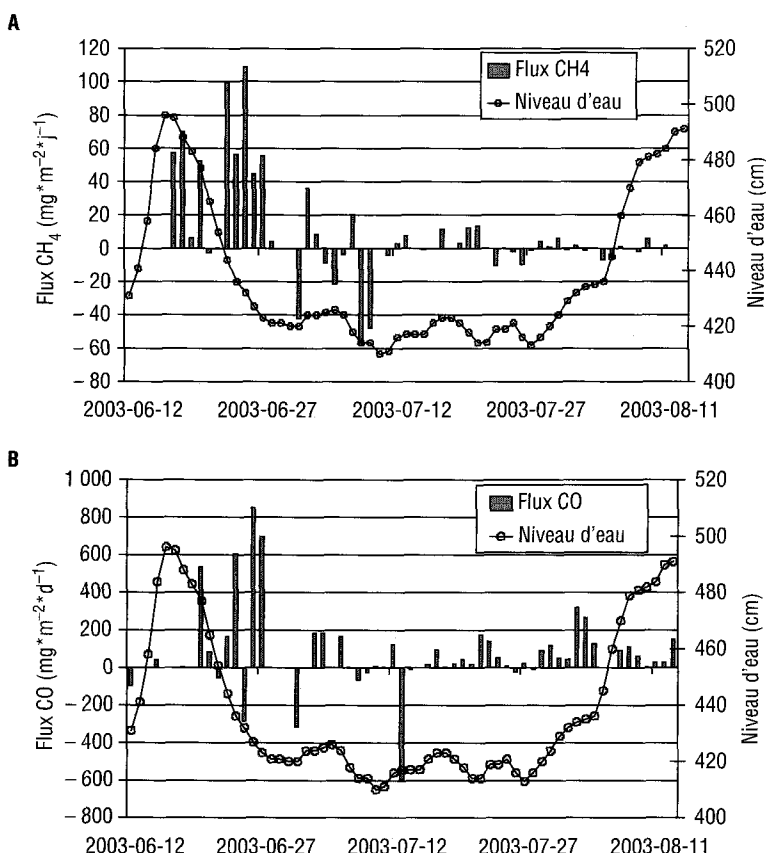 A
120
100
80
60
40
20
0
– 20
– 40
– 60
– 80
Flux CH4 (mg*m–2*j–1)
Flux CH4
Niveau d'eau
520
500
480
460
440
420
400
Niveau d'eau (cm)
2003-06-12 2003-06-27 2003-07-12 2003-07-27 2003-08-11
B
1 000
800
600
400
200
0
– 200
– 400
– 600
– 800
Flux CO (mg*m–2*d–1)
Flux CO
Niveau d'eau
520
500
480
460
440
420
400
Niveau d'eau (cm)
2003-06-12 2003-06-27 2003-07-12 2003-07-27 2003-08-11